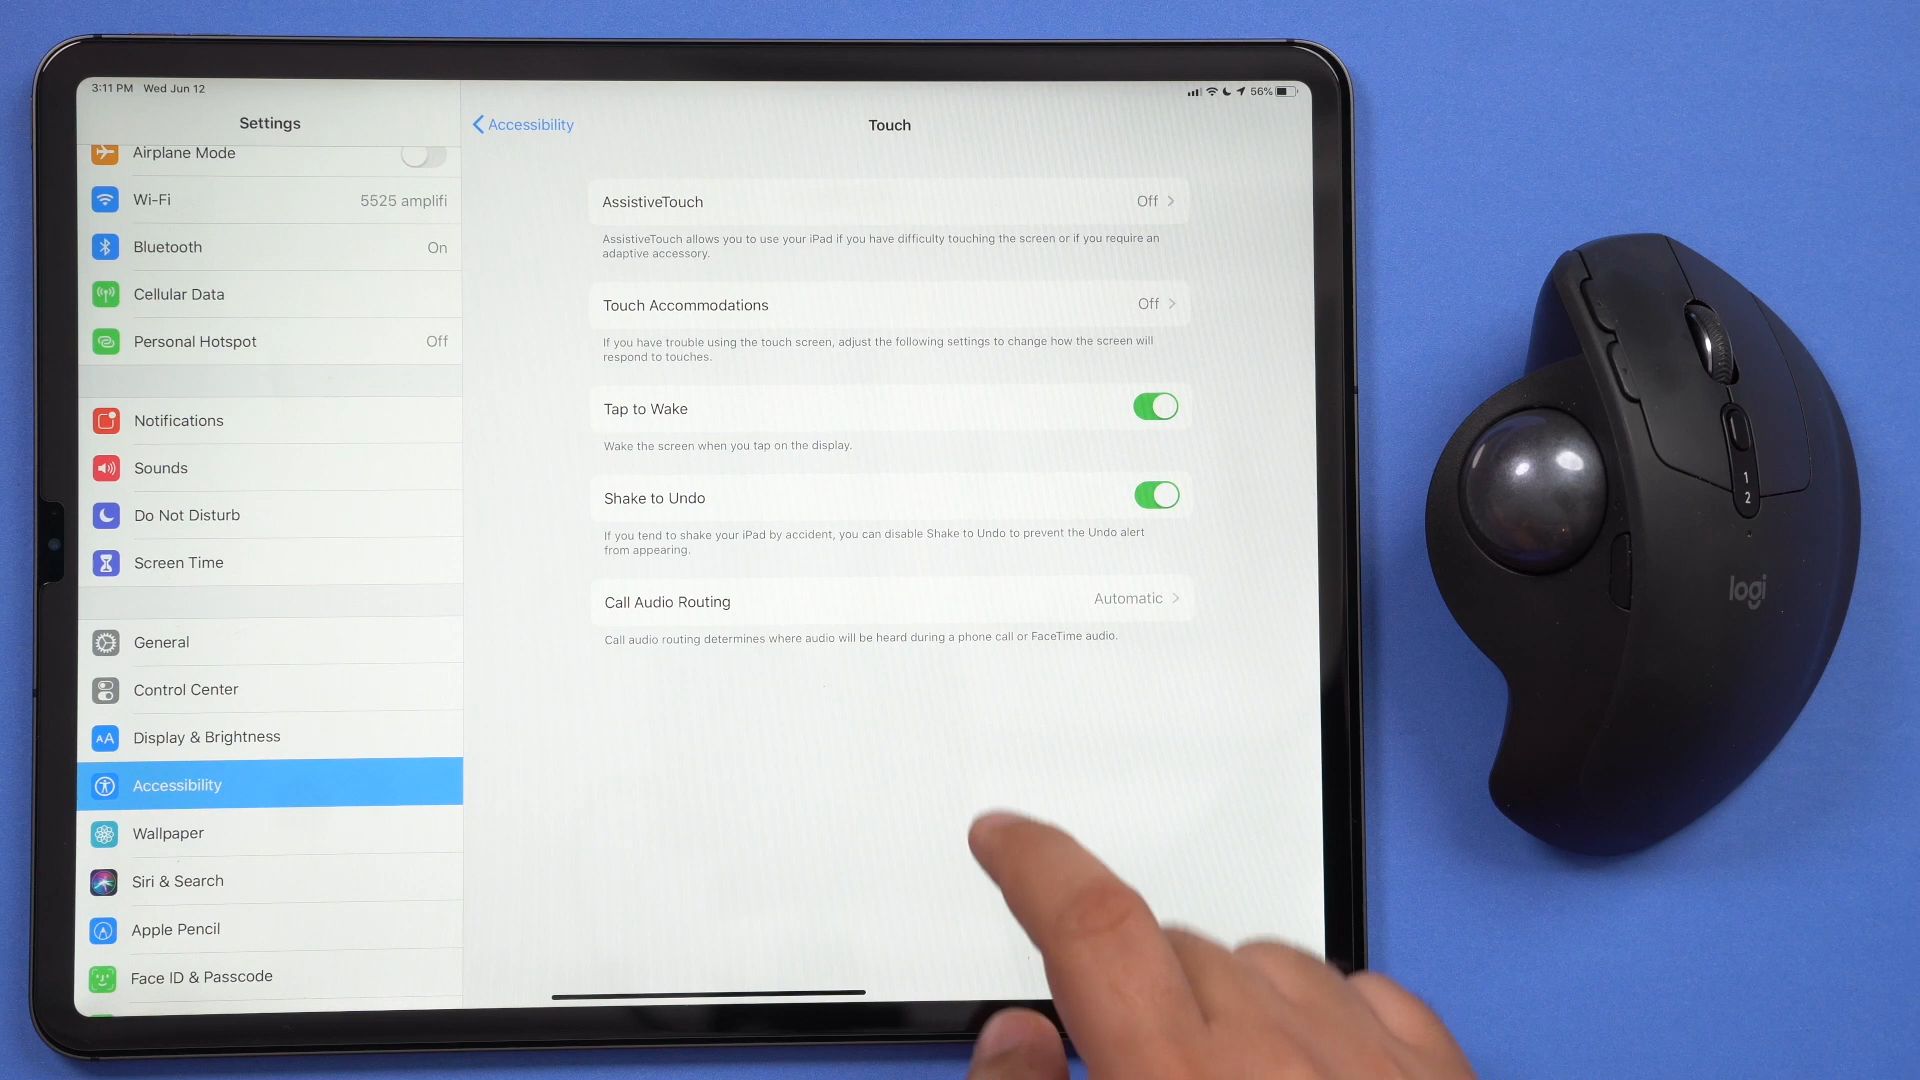 3:11 PM Wed Jun 12
56%
Settings
Airplane Mode
Wi-Fi 5525 amplifi
Bluetooth On
Cellular Data
Personal Hotspot Off
Notifications
Sounds
Do Not Disturb
Screen Time
General
Control Center
AA Display & Brightness
Accessibility
Wallpaper
Siri & Search
Apple Pencil
Face ID & Passcode
Accessibility
Touch
AssistiveTouch Off
AssistiveTouch allows you to use your iPad if you have difficulty touching the screen or if you require an
adaptive accessory.
Touch Accommodations Off
If you have trouble using the touch screen, adjust the following settings to change how the screen will
respond to touches.
Tap to Wake
Wake the screen when you tap on the display.
Shake to Undo
If you tend to shake your iPad by accident, you can disable Shake to Undo to prevent the Undo alert
from appearing.
Call Audio Routing Automatic
Call audio routing determines where audio will be heard during a phone call or FaceTime audio.
1
2
logi